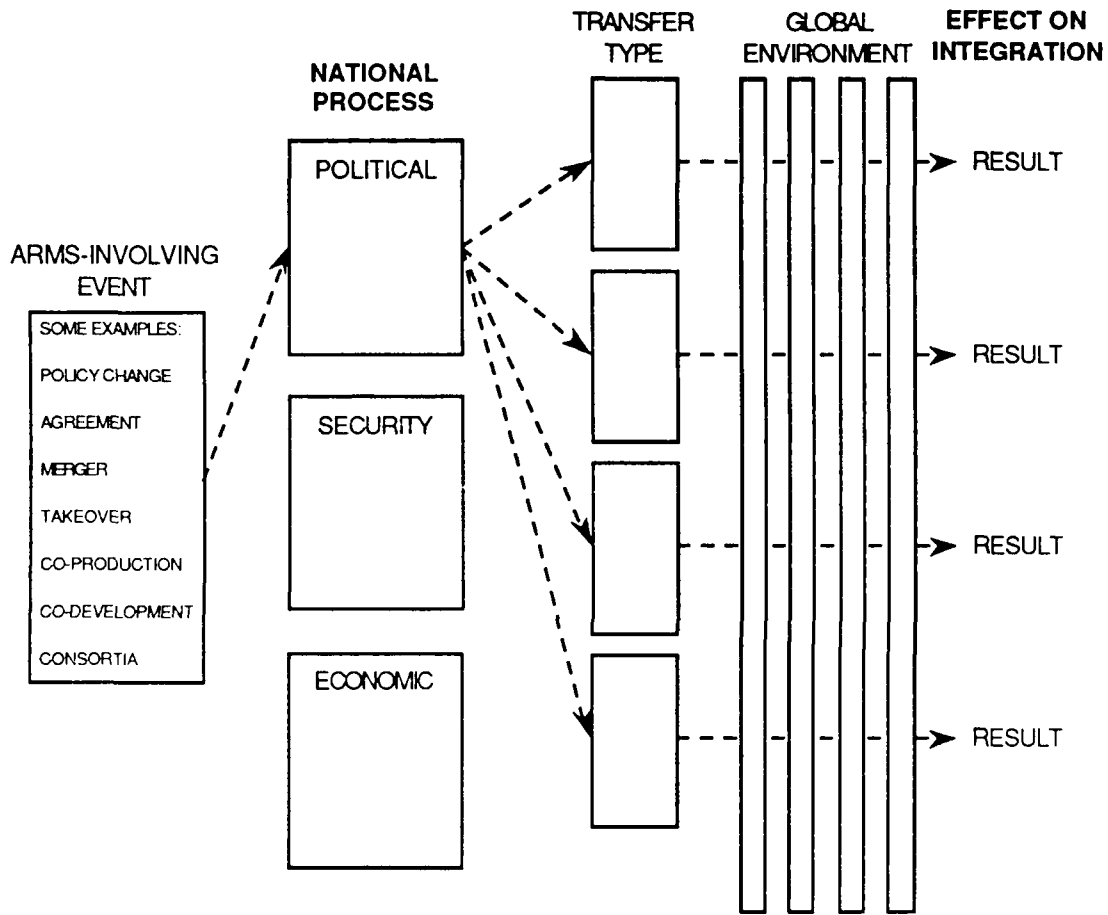 TRANSFER
TYPE
GLOBAL
ENVIRONMENT
EFFECT ON
INTEGRATION
NATIONAL
PROCESS
POLITICAL
RESULT
ARMS-INVOLVING
EVENT
SOME EXAMPLES:
POLICY CHANGE
AGREEMENT
MERGER
TAKEOVER
CO-PRODUCTION
CO-DEVELOPMENT
CONSORTIA
RESULT
SECURITY
RESULT
ECONOMIC
RESULT